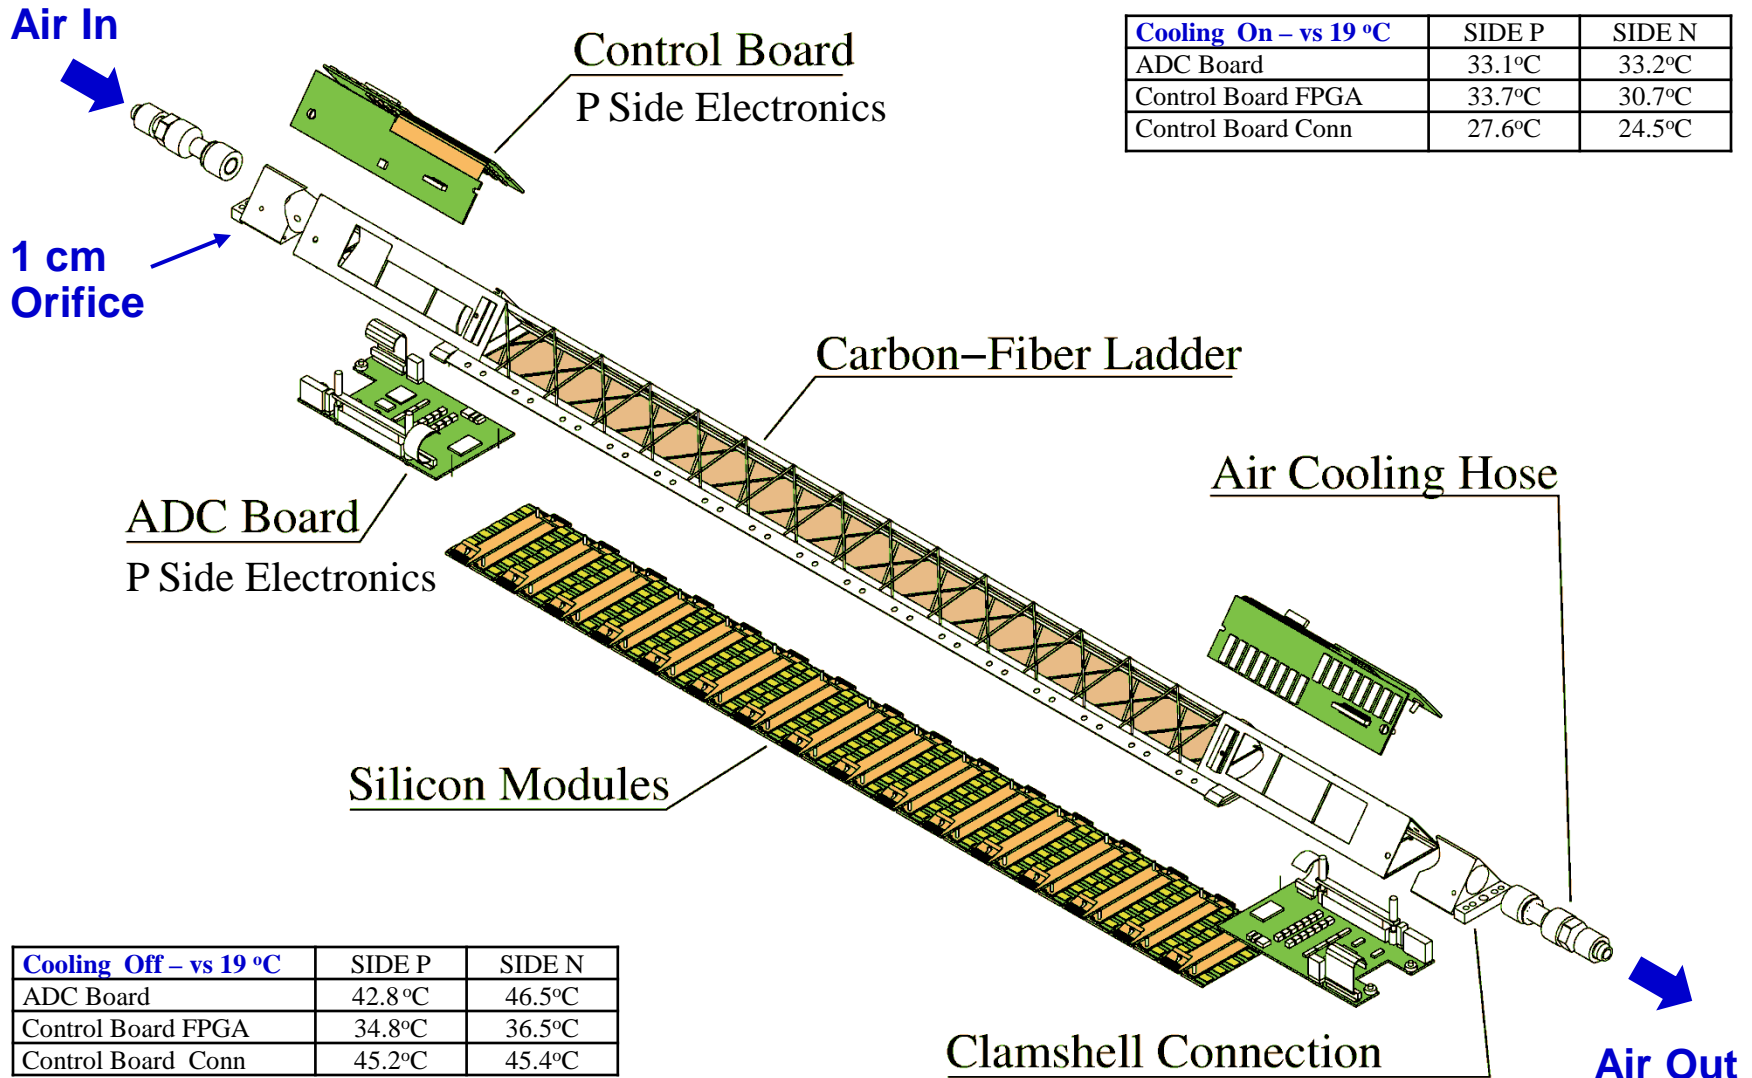 Air In
Control Board
P Side Electronics
Cooling On – vs 19 °C SIDE P SIDE N
ADC Board 33.1°C 33.2°C
Control Board FPGA 33.7°C 30.7°C
Control Board Conn 27.6°C 24.5°C
1 cm
Orifice
Carbon–Fiber Ladder
Air Cooling Hose
ADC Board
P Side Electronics
Silicon Modules
Cooling Off – vs 19 °C SIDE P SIDE N
ADC Board 42.8°C 46.5°C
Control Board FPGA 34.8°C 36.5°C
Control Board Conn 45.2°C 45.4°C
Clamshell Connection
Air Out